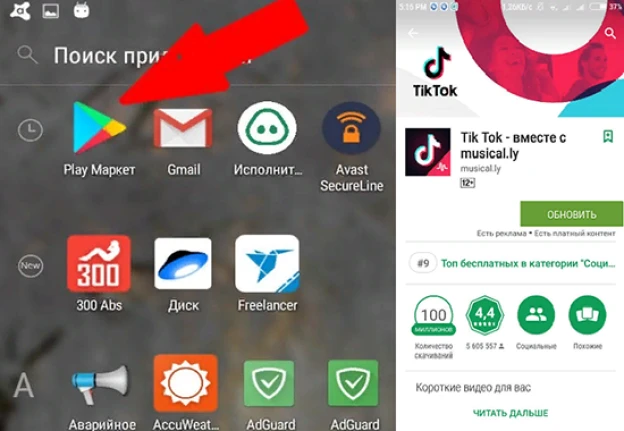 Поиск при
Play Маркет
Gmail
Исполнит...
Avast
SecureLine
New
300
300 Abs
Диск
Freelancer
A
Аварийное
AccuWeat...
AdGuard
AdGuard
3:16 PM
1.26K/s
37%
TikTok
Tik Tok - вместе с
musical.ly
musical.ly
12+
ОБНОВИТЬ
Есть реклама • Есть платный контент
#9
Топ бесплатных в категории "Соци...
100
МИЛЛИОНОВ
Количество
скачиваний
4,4
5 605 557
Социальные
Похожие
Короткие видео для вас
ЧИТАТЬ ДАЛЬШЕ